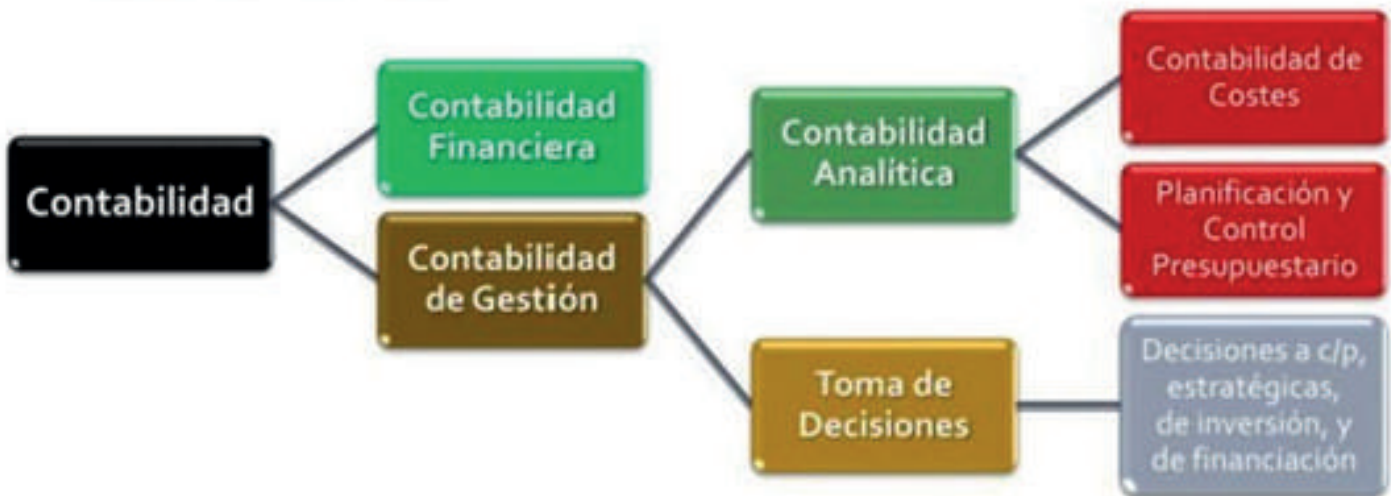 Contabilidad
Contabilidad
Financiera
Contabilidad
de Gestión
Contabilidad
Analítica
Toma de
Decisiones
Contabilidad de
Costes
Planificación y
Control
Presupuestario
Decisiones a c/p,
estratégicas,
de inversión, y
de financiación